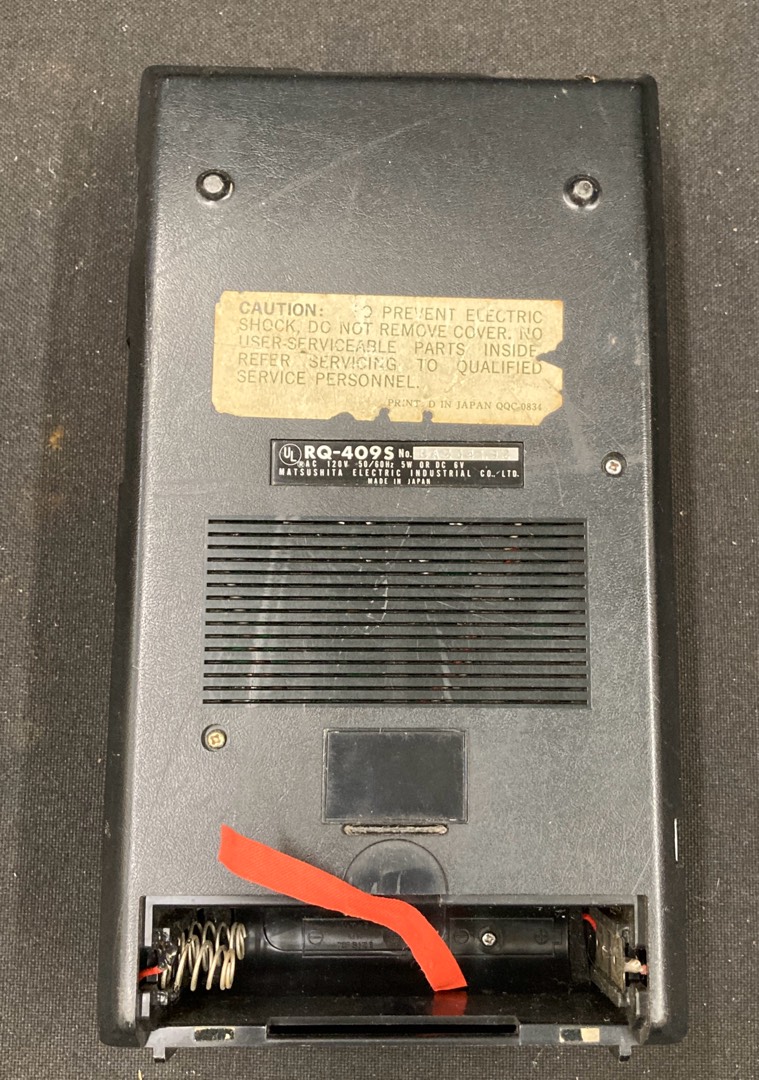 CAUTION: PREVENT ELECTRIC
SHOCK, DO NOT REMOVE COVER. NO
USER-SERVICEABLE PARTS INSIDE
REFER SERVICING TO QUALIFIED
SERVICE PERSONNEL.
IN JAPAN QQC0834
UL RQ-409S No.
AC 120V 50/60Hz 5W OR DC 6V
MATSUSHITA ELECTRIC INDUSTRIAL CO., LTD.
MADE IN JAPAN